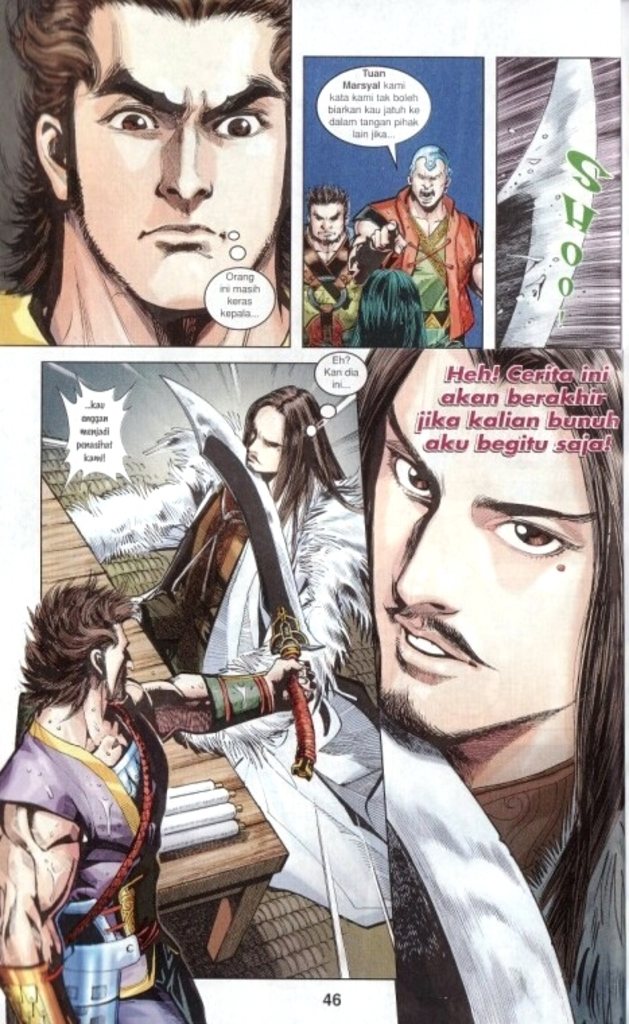 Orang
ini masih
keras
kepala...
Tuan
Marsyal kami
kata kami tak boleh
biarkan kau jatuh ke
dalam tangan pihak
lain jika...
SHOO!
...kau
enggan
menjadi
penasihat
kami!
Eh?
Kan dia
ini...
Heh! Cerita ini
akan berakhir
jika kalian bunuh
aku begitu saja!
46